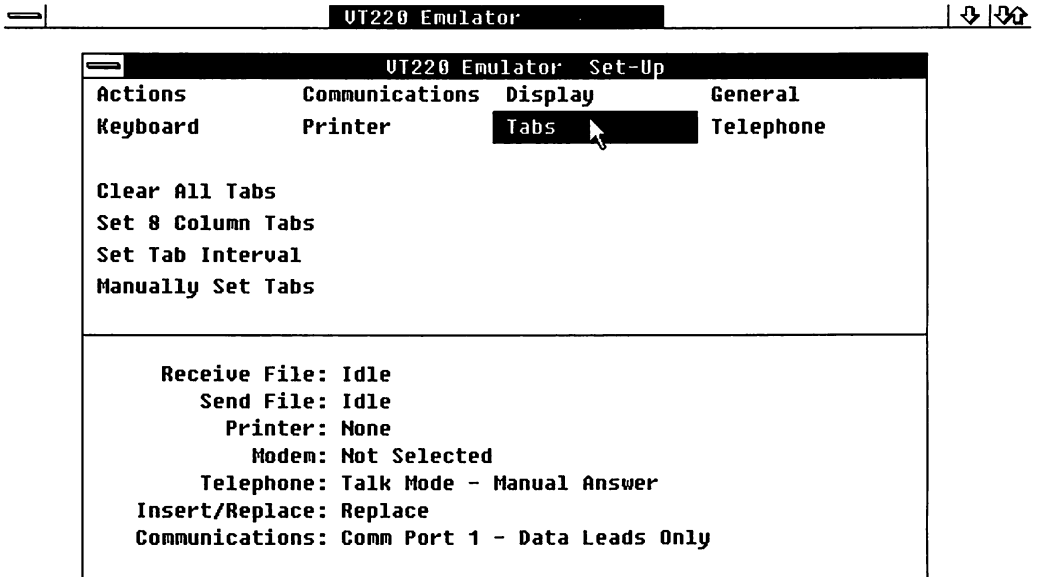 VT220 Emulator
VT220 Emulator Set-Up
Actions Communications Display General
Keyboard Printer Tabs Telephone
Clear All Tabs
Set 8 Column Tabs
Set Tab Interval
Manually Set Tabs
Receive File: Idle
Send File: Idle
Printer: None
Modem: Not Selected
Telephone: Talk Mode - Manual Answer
Insert/Replace: Replace
Communications: Comm Port 1 - Data Leads Only